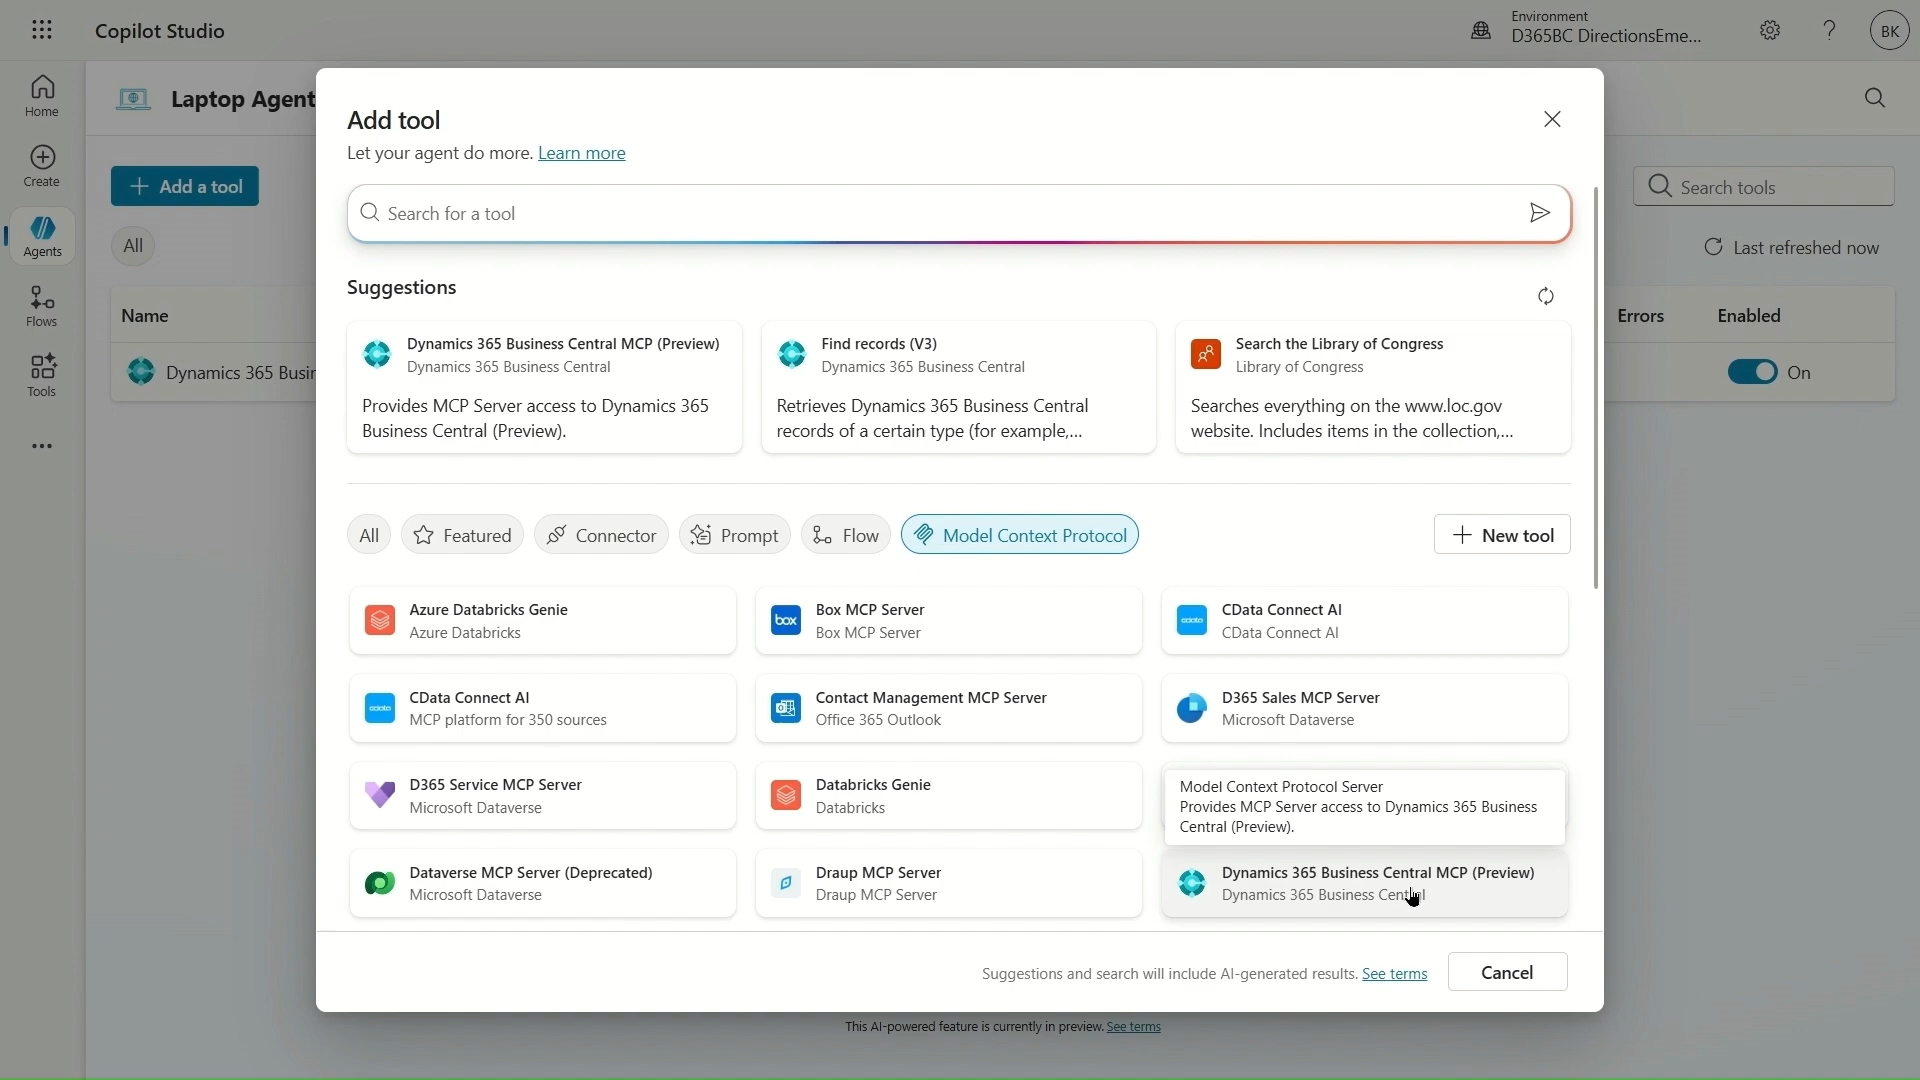 Copilot Studio
Environment
D365BC DirectionsEme...
BK
Home
Create
Agents
Flows
Tools
Laptop Agent
Add a tool
All
Name
Dynamics 365 Busin
Search tools
Last refreshed now
Errors
Enabled
On
Add tool
Let your agent do more. Learn more
Search for a tool
Suggestions
Dynamics 365 Business Central MCP (Preview)
Dynamics 365 Business Central
Provides MCP Server access to Dynamics 365
Business Central (Preview).
Find records (V3)
Dynamics 365 Business Central
Retrieves Dynamics 365 Business Central
records of a certain type (for example,...
Search the Library of Congress
Library of Congress
Searches everything on the www.loc.gov
website. Includes items in the collection,...
All
Featured
Connector
Prompt
Flow
Model Context Protocol
New tool
Azure Databricks Genie
Azure Databricks
box
Box MCP Server
Box MCP Server
cdata
CData Connect AI
CData Connect AI
cdata
CData Connect AI
MCP platform for 350 sources
Contact Management MCP Server
Office 365 Outlook
D365 Sales MCP Server
Microsoft Dataverse
D365 Service MCP Server
Microsoft Dataverse
Databricks Genie
Databricks
Model Context Protocol Server
Provides MCP Server access to Dynamics 365 Business
Central (Preview).
Dataverse MCP Server (Deprecated)
Microsoft Dataverse
Draup MCP Server
Draup MCP Server
Dynamics 365 Business Central MCP (Preview)
Dynamics 365 Business Central
Suggestions and search will include AI-generated results. See terms
Cancel
This AI-powered feature is currently in preview. See terms